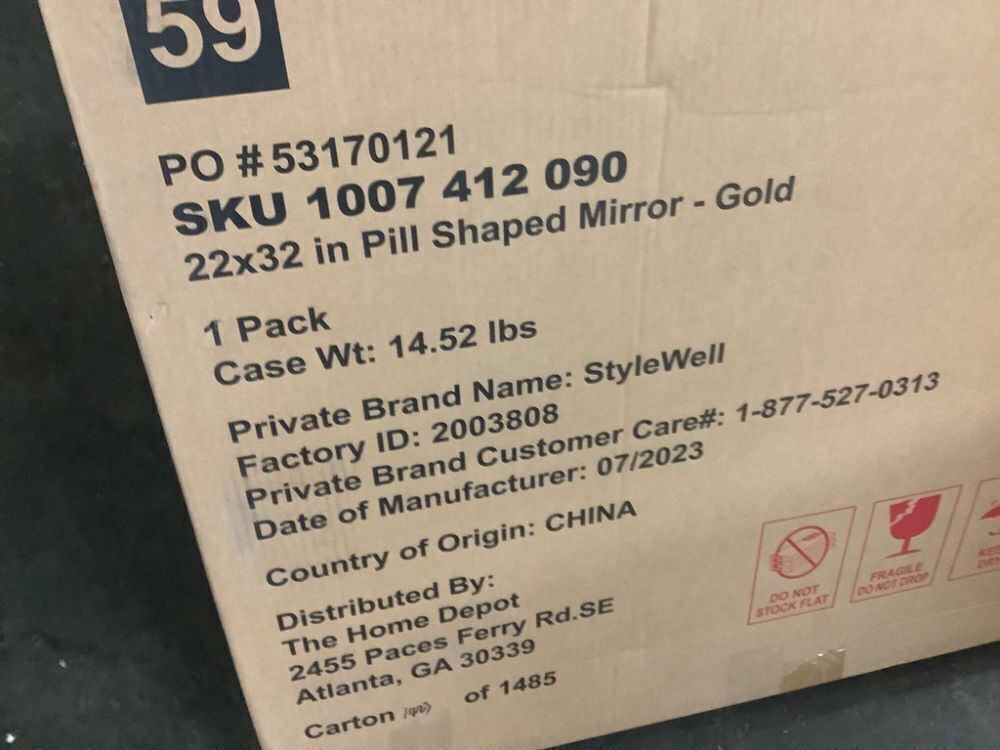 59
PO # 53170121
SKU 1007 412 090
22x32 in Pill Shaped Mirror - Gold
1 Pack
Case Wt: 14.52 lbs
Private Brand Name: StyleWell
Factory ID: 2003808
Private Brand Customer Care#: 1-877-527-0313
Date of Manufacturer: 07/2023
Country of Origin: CHINA
Distributed By:
The Home Depot
2455 Paces Ferry Rd.SE
Atlanta, GA 30339
Carton of 1485
DO NOT
STOCK FLAT
FRAGILE
DO NOT DROP